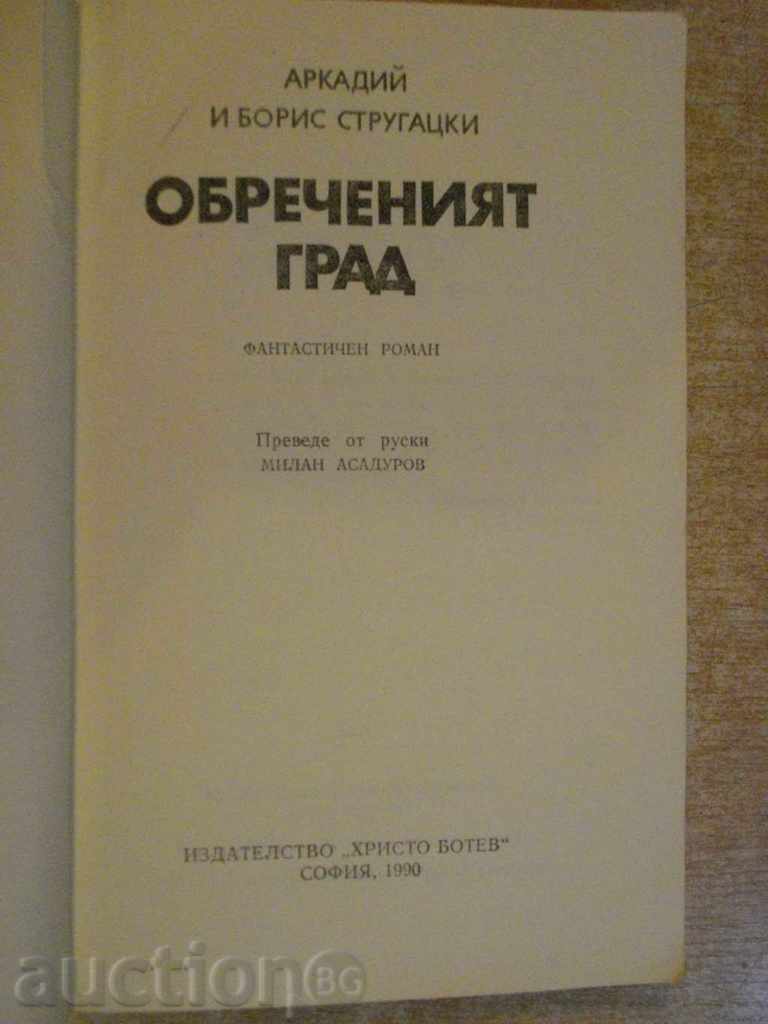 АРКАДИЙ
И БОРИС СТРУГАЦКИ
ОБРЕЧЕНИЯТ
ГРАД
ФАНТАСТИЧЕН РОМАН
Преведе от руски
МИЛАН АСАДУРОВ
ИЗДАТЕЛСТВО „ХРИСТО БОТЕВ“
СОФИЯ, 1990
auctionBG